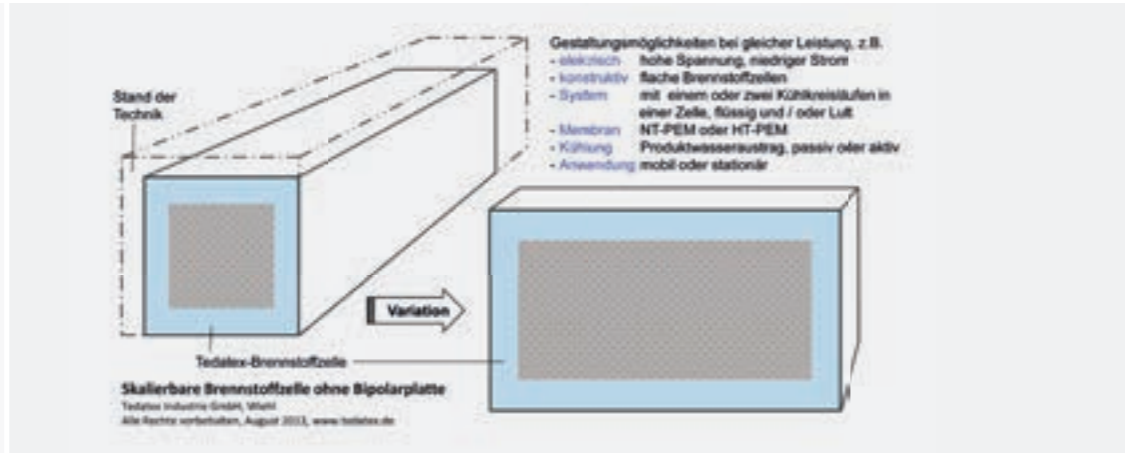 Gestaltungsmöglichkeiten bei gleicher Leistung, z.B.
- elektrisch hohe Spannung, niedriger Strom
- konstruktiv flache Brennstoffzellen
- System mit einem oder zwei Kühlkreisläufen in
einer Zelle, flüssig und / oder Luft
- Membran NT-PEM oder HT-PEM
- Kühlung Produktwasseraustrag, passiv oder aktiv
- Anwendung mobil oder stationär
Stand der
Technik
Variation
Tedatex-Brennstoffzelle
Skalierbare Brennstoffzelle ohne Bipolarplatte
Tedatex Industrie GmbH, Wiehl
Alle Rechte vorbehalten, August 2013, www.tedatex.de